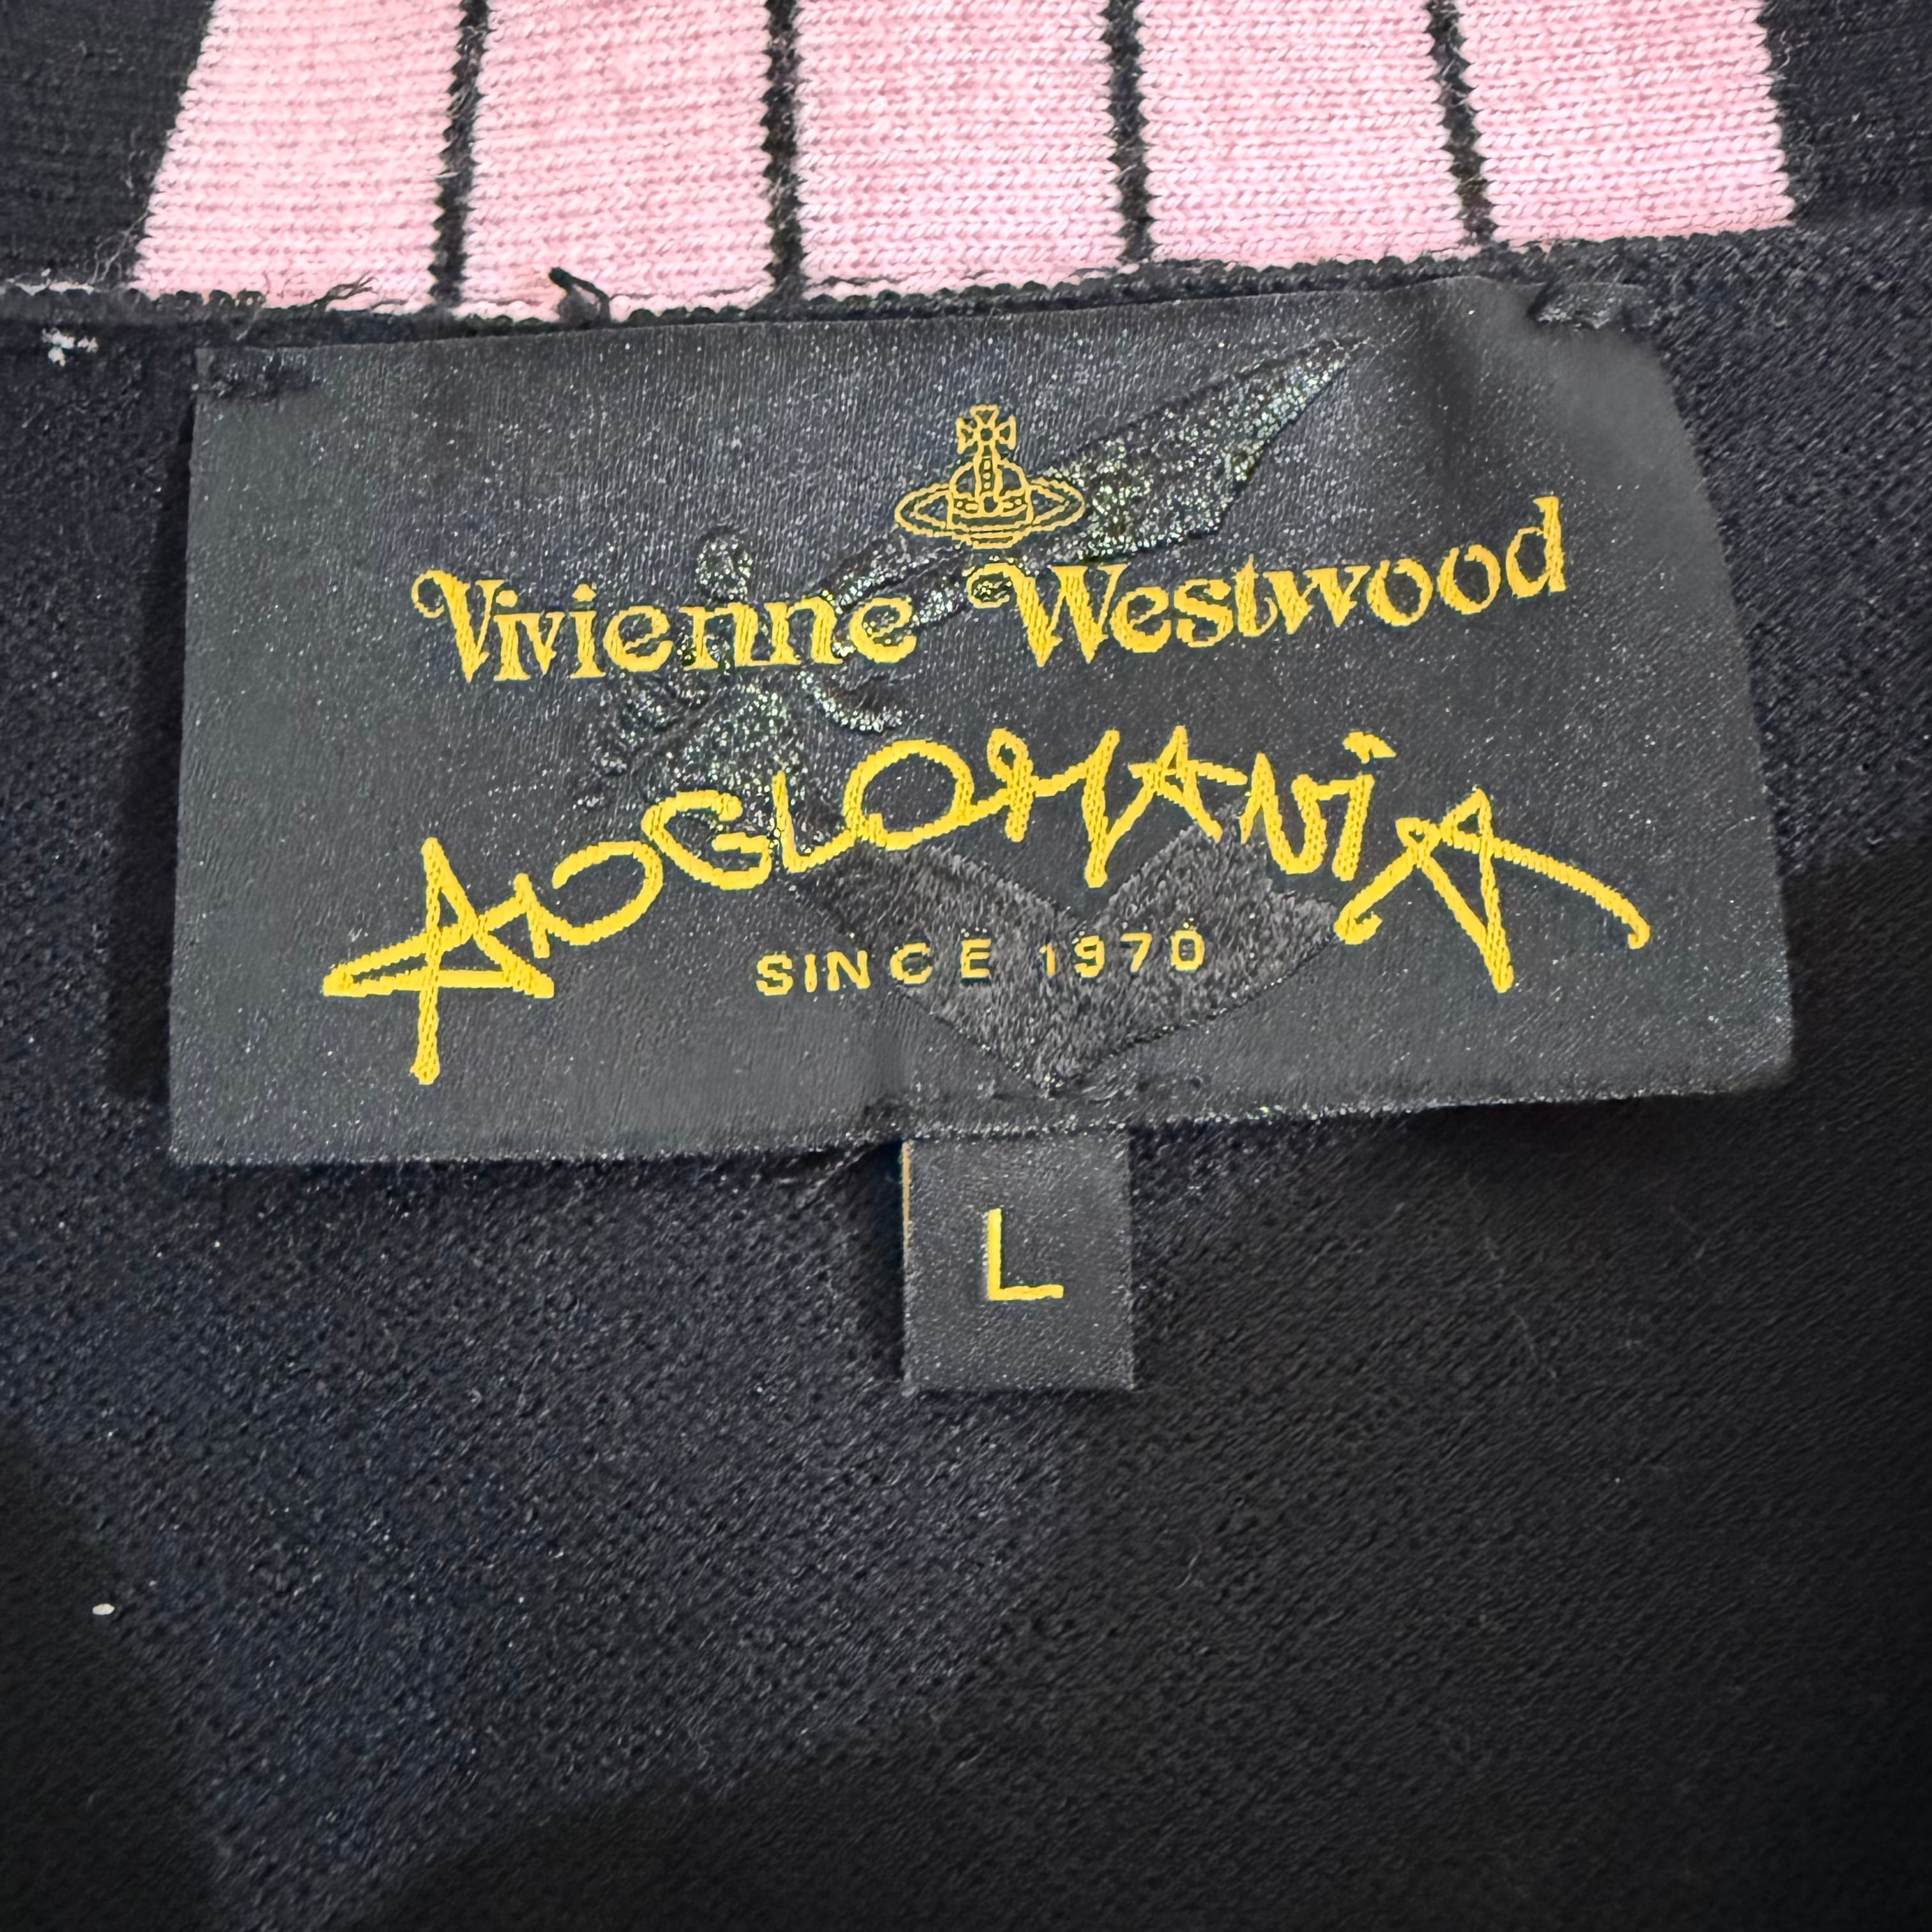 Vivienne Westwood
ANGLOMANiA
SINCE 1970
L